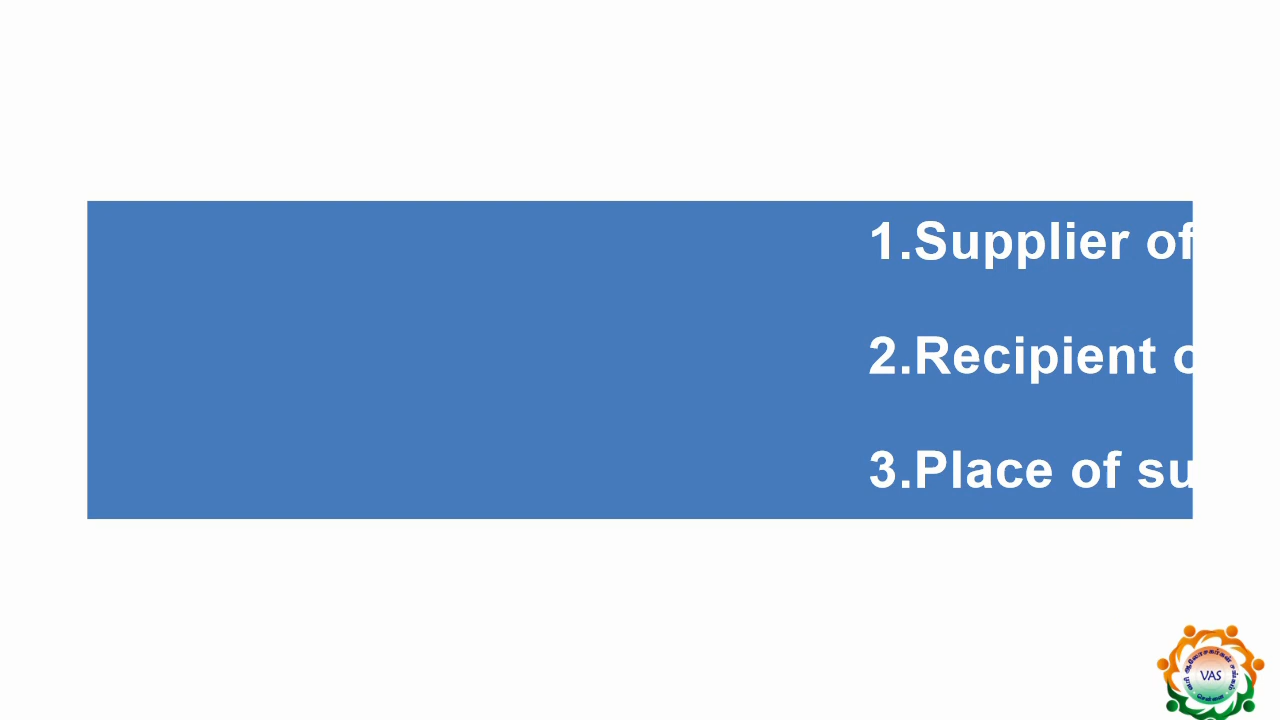 1.Supplier of
2.Recipient
3.Place of
VAS